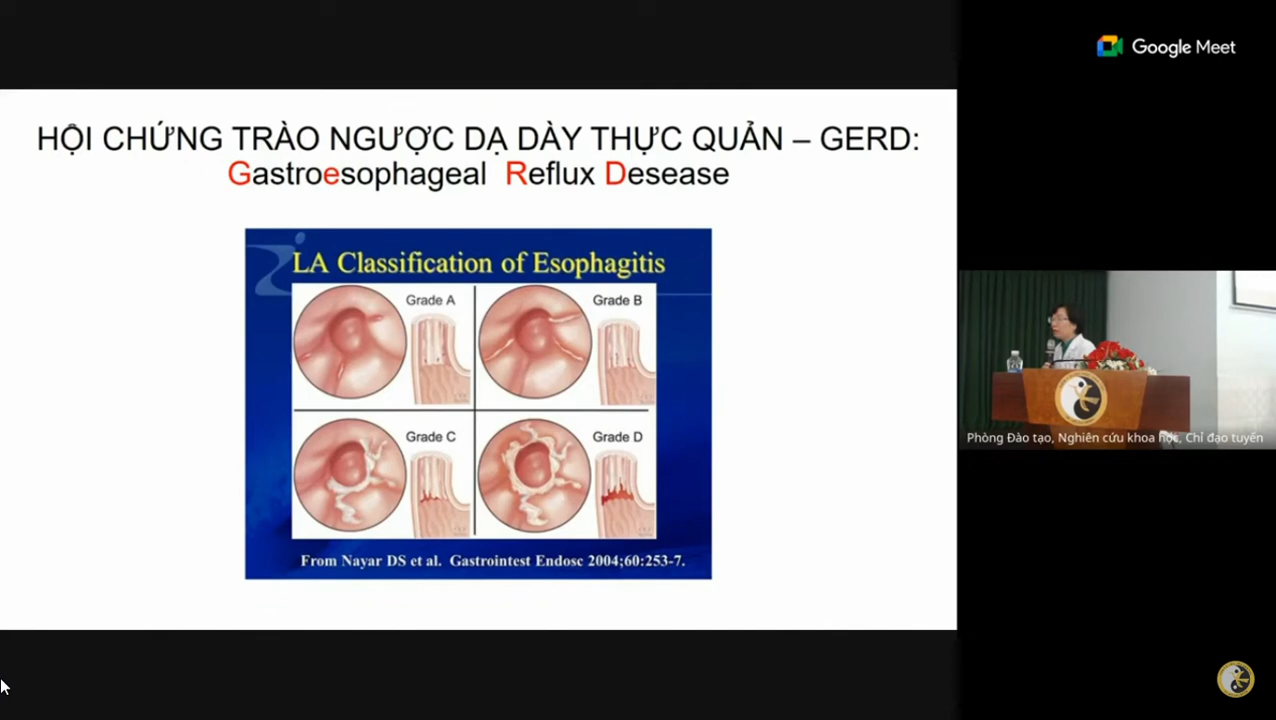 Google Meet
HỘI CHỨNG TRÀO NGƯỢC DẠ DÀY THỰC QUẢN – GERD:
Gastroesophageal Reflux Desease
LA Classification of Esophagitis
Grade A
Grade B
Grade C
Grade D
From Nayar DS et al. Gastrointest Endosc 2004;60:253-7.
Phòng Đào tạo, Nghiên cứu khoa học, Chỉ đạo tuyến